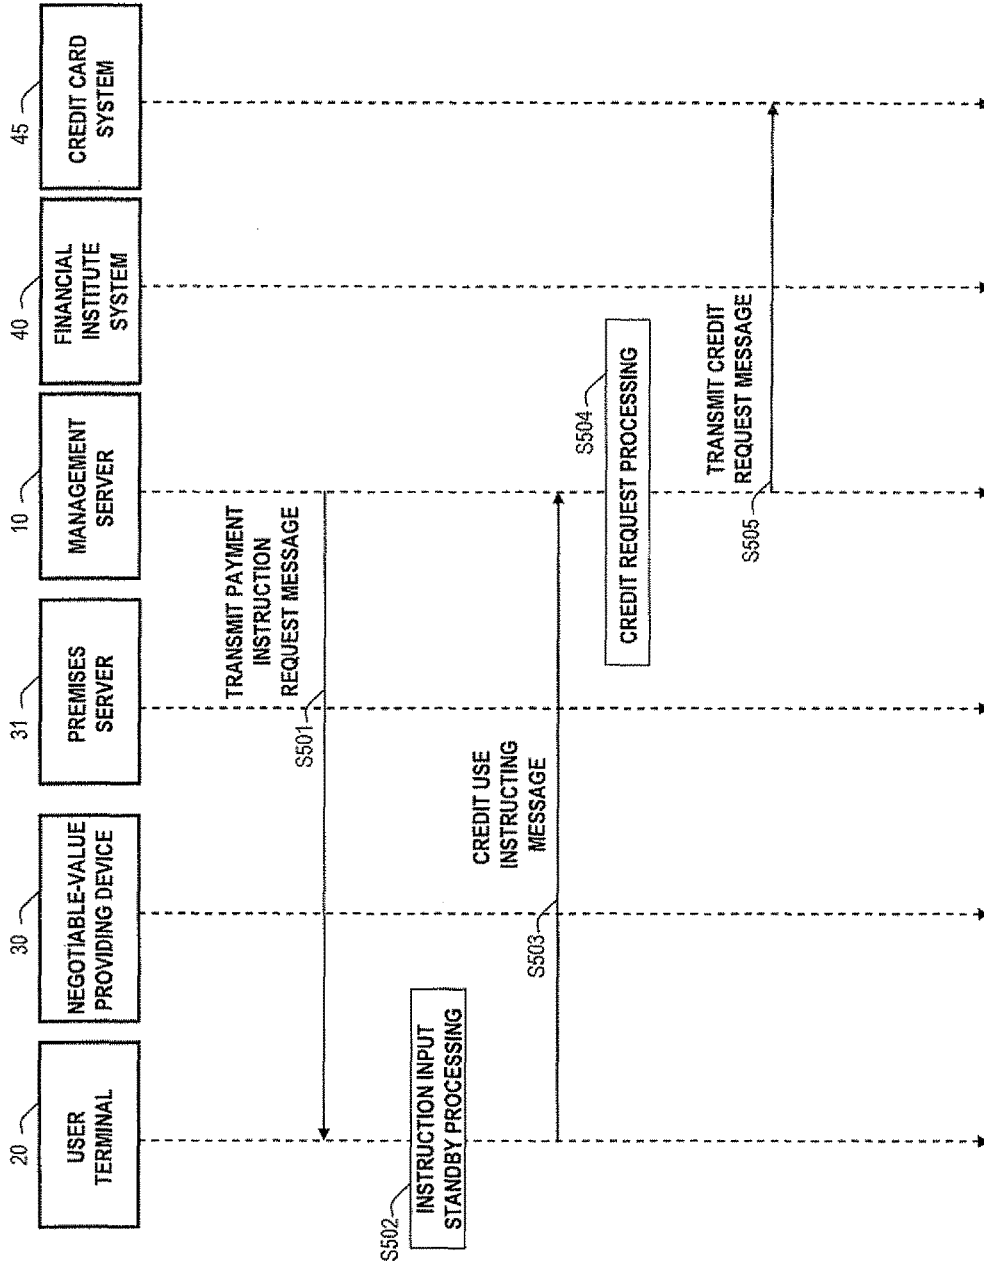 20
USER
TERMINAL
30
NEGOTIABLE-VALUE
PROVIDING DEVICE
31
PREMISES
SERVER
10
MANAGEMENT
SERVER
40
FINANCIAL
INSTITUTE
SYSTEM
45
CREDIT CARD
SYSTEM
TRANSMIT PAYMENT
INSTRUCTION
REQUEST MESSAGE
S501
S502
INSTRUCTION INPUT
STANDBY PROCESSING
CREDIT USE
INSTRUCTING
MESSAGE
S503
S504
CREDIT REQUEST PROCESSING
TRANSMIT CREDIT
REQUEST MESSAGE
S505